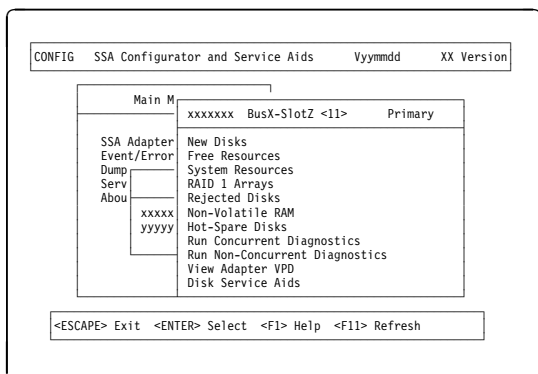 CONFIG SSA Configurator and Service Aids Vyymmdd XX Version
Main M
xxxxxxx BusX-SlotZ <11> Primary
SSA Adapter New Disks
Event/Error Free Resources
Dump System Resources
Serv RAID 1 Arrays
Abou Rejected Disks
xxxxx Non-Volatile RAM
yyyyy Hot-Spare Disks
Run Concurrent Diagnostics
Run Non-Concurrent Diagnostics
View Adapter VPD
Disk Service Aids
<ESCAPE> Exit <ENTER> Select <F1> Help <F11> Refresh